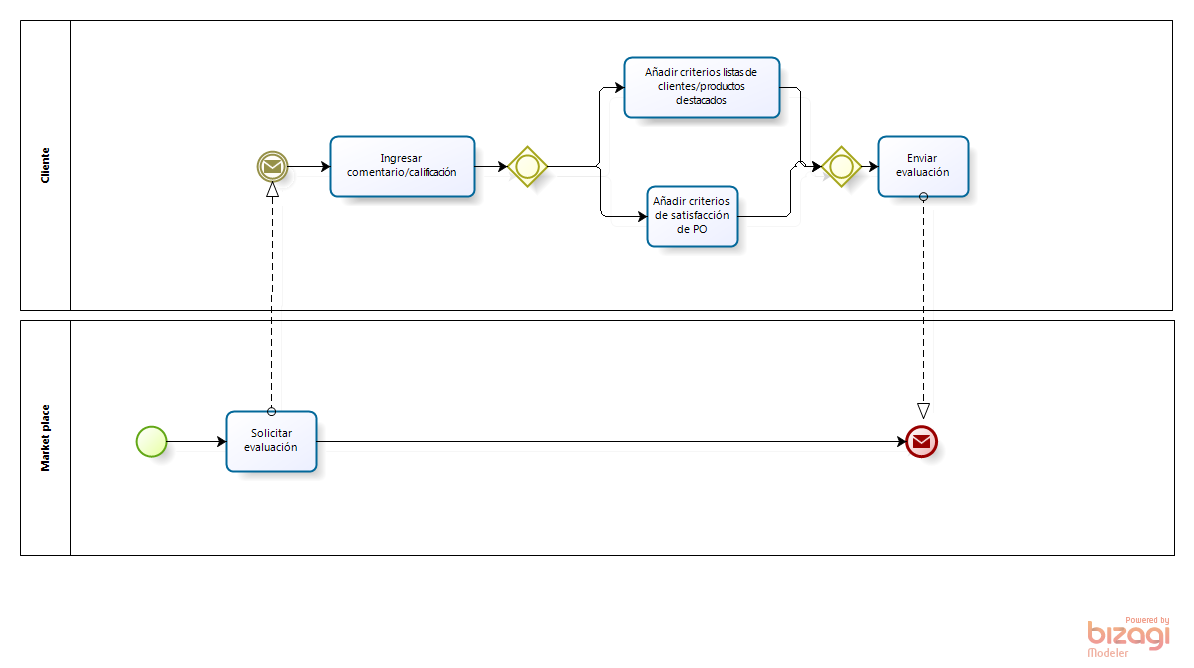 Cliente
Añadir criterios listas de
clientes/productos
destacados
Ingresar
comentario/calificación
Enviar
evaluación
Añadir criterios
de satisfacción
de PO
Market place
Solicitar
evaluación
Powered by
bizagi
Modeler